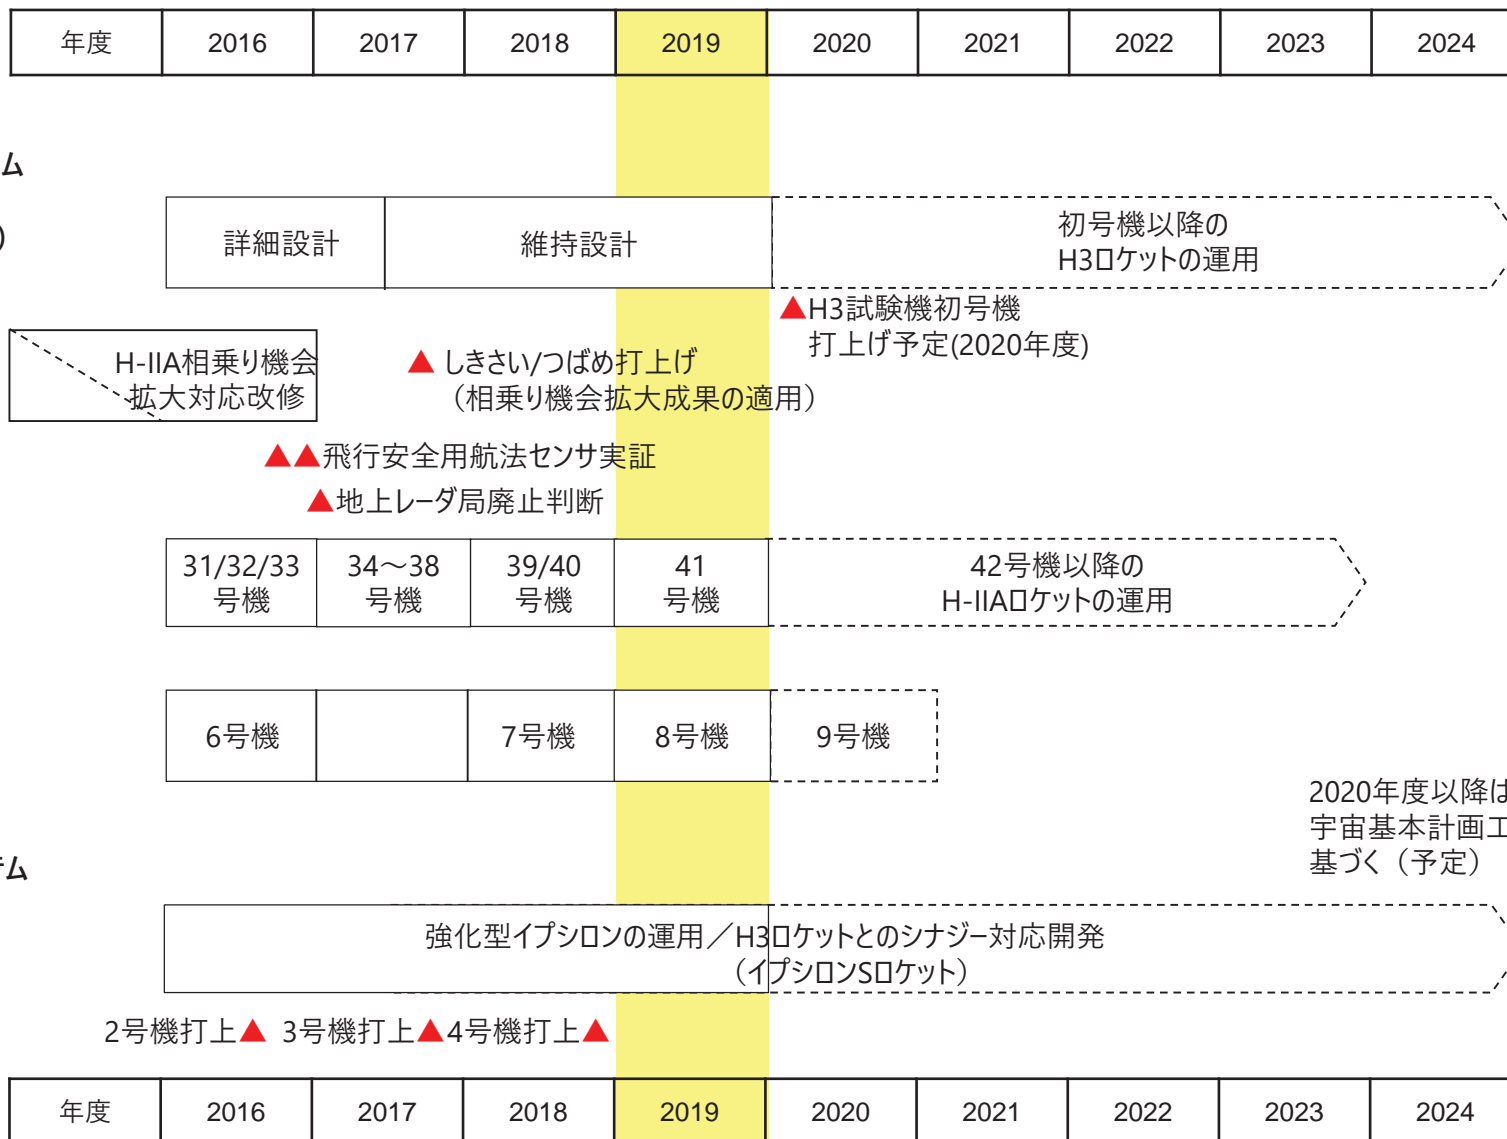 年度 2016 2017 2018 2019 2020 2021 2022 2023 2024
ム
)
詳細設計
維持設計
初号機以降の
H3ロケットの運用
▲H3試験機初号機
打上げ予定(2020年度)
H-IIA相乗り機会
拡大対応改修
▲ しきさい/つばめ打上げ
（相乗り機会拡大成果の適用）
▲▲飛行安全用航法センサ実証
▲地上レーダ局廃止判断
31/32/33
号機
34～38
号機
39/40
号機
41
号機
42号機以降の
H-IIAロケットの運用
6号機
7号機
8号機
9号機
2020年度以降は
宇宙基本計画工
基づく（予定）
テム
強化型イプシロンの運用／H3ロケットとのシナジー対応開発
（イプシロンSロケット）
2号機打上▲ 3号機打上▲4号機打上▲
年度 2016 2017 2018 2019 2020 2021 2022 2023 2024